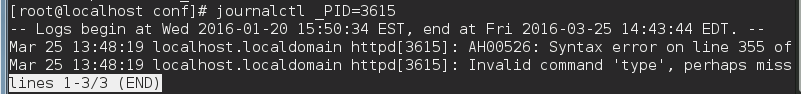 [root@localhost conf]# journalctl _PID=3615
-- Logs begin at Wed 2016-01-20 15:50:34 EST, end at Fri 2016-03-25 14:43:44 EDT. --
Mar 25 13:48:19 localhost.localdomain httpd[3615]: AH00526: Syntax error on line 355 of
Mar 25 13:48:19 localhost.localdomain httpd[3615]: Invalid command 'type', perhaps miss
lines 1-3/3 (END)